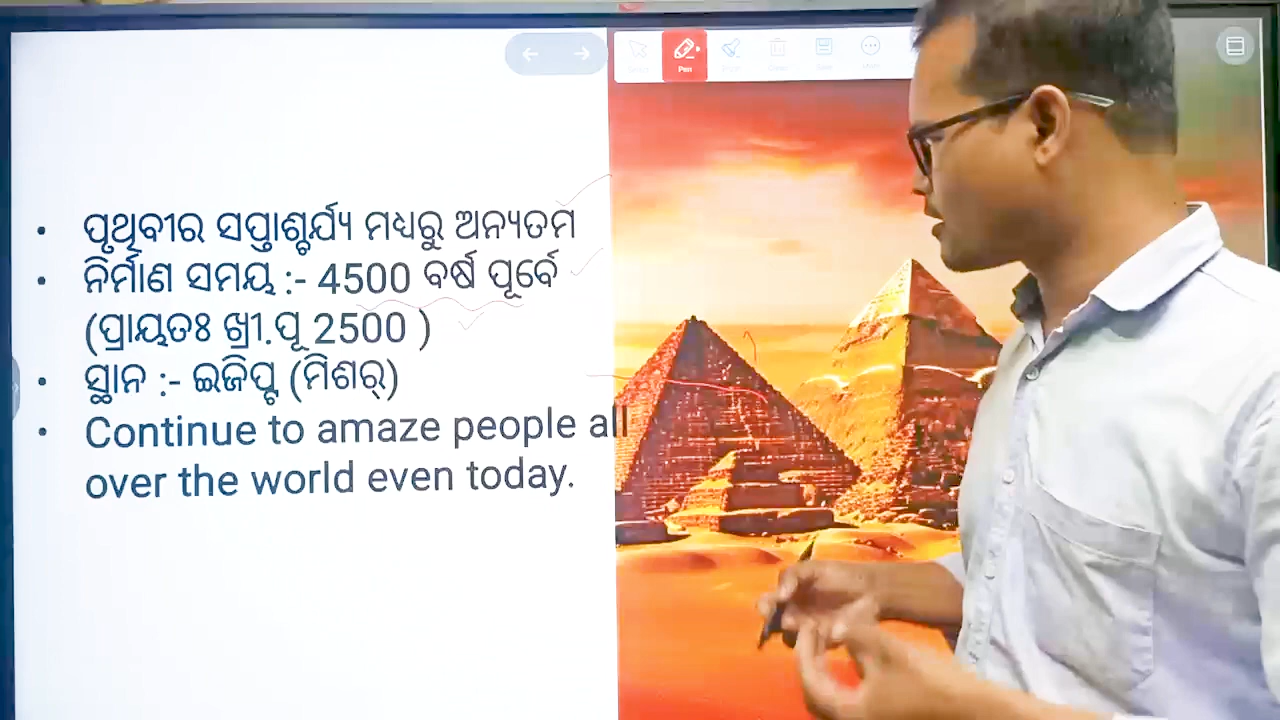 Pen
• ପୃଥିବୀର ସପ୍ତାଶ୍ଚର୍ଯ୍ୟ ମଧ୍ୟରୁ ଅନ୍ୟତମ
• ନିର୍ମାଣ ସମୟ :- 4500 ବର୍ଷ ପୂର୍ବେ
(ପ୍ରାୟତଃ ଖ୍ରୀ.ପୂ 2500 )
• ସ୍ଥାନ :- ଇଜିପ୍ଟ (ମିଶର୍)
• Continue to amaze people all
over the world even today.